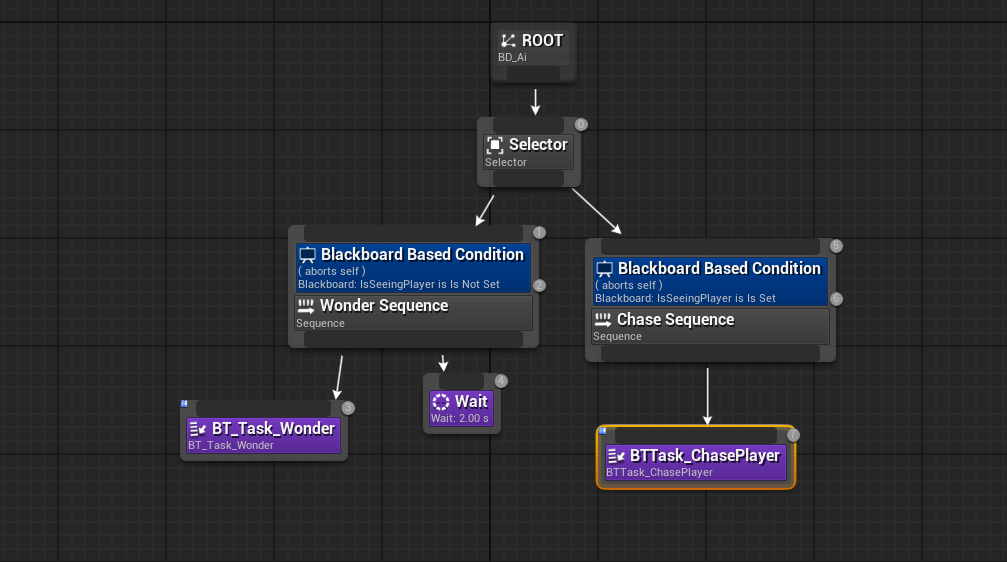 ROOT
BD_Ai
0
Selector
Selector
1
Blackboard Based Condition
( aborts self )
Blackboard: IsSeeingPlayer is Is Not Set
2
Wonder Sequence
Sequence
5
Blackboard Based Condition
( aborts self )
Blackboard: IsSeeingPlayer is Is Set
6
Chase Sequence
Sequence
3
BT_Task_Wonder
BT_Task_Wonder
4
Wait
Wait: 2.00 s
7
BTTask_ChasePlayer
BTTask_ChasePlayer